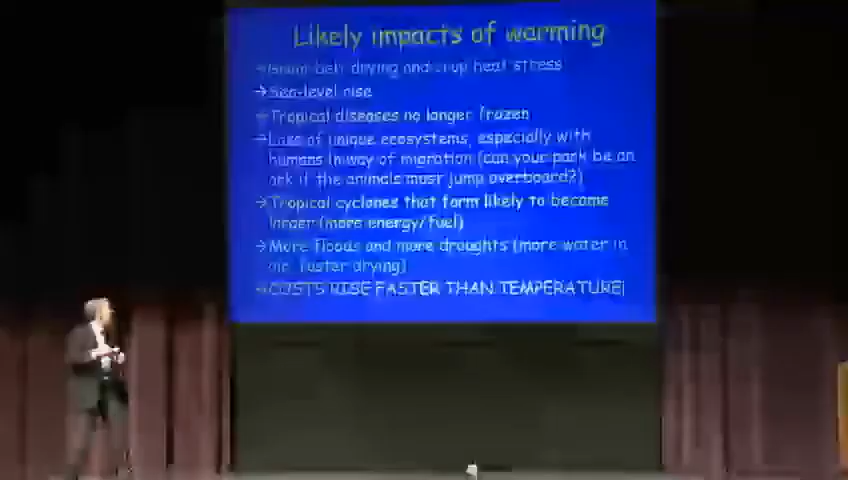 Likely impacts of warming
→ Grain-belt drying and crop heat stress
→ Sea-level rise
→ Tropical diseases no longer frozen
→ Loss of unique ecosystems, especially with
humans in way of migration (can your park be an
ark if the animals must jump overboard?)
→ Tropical cyclones that form likely to become
larger (more energy/fuel)
→ More floods and more droughts (more water in
air, faster drying)
→ COSTS RISE FASTER THAN TEMPERATURE